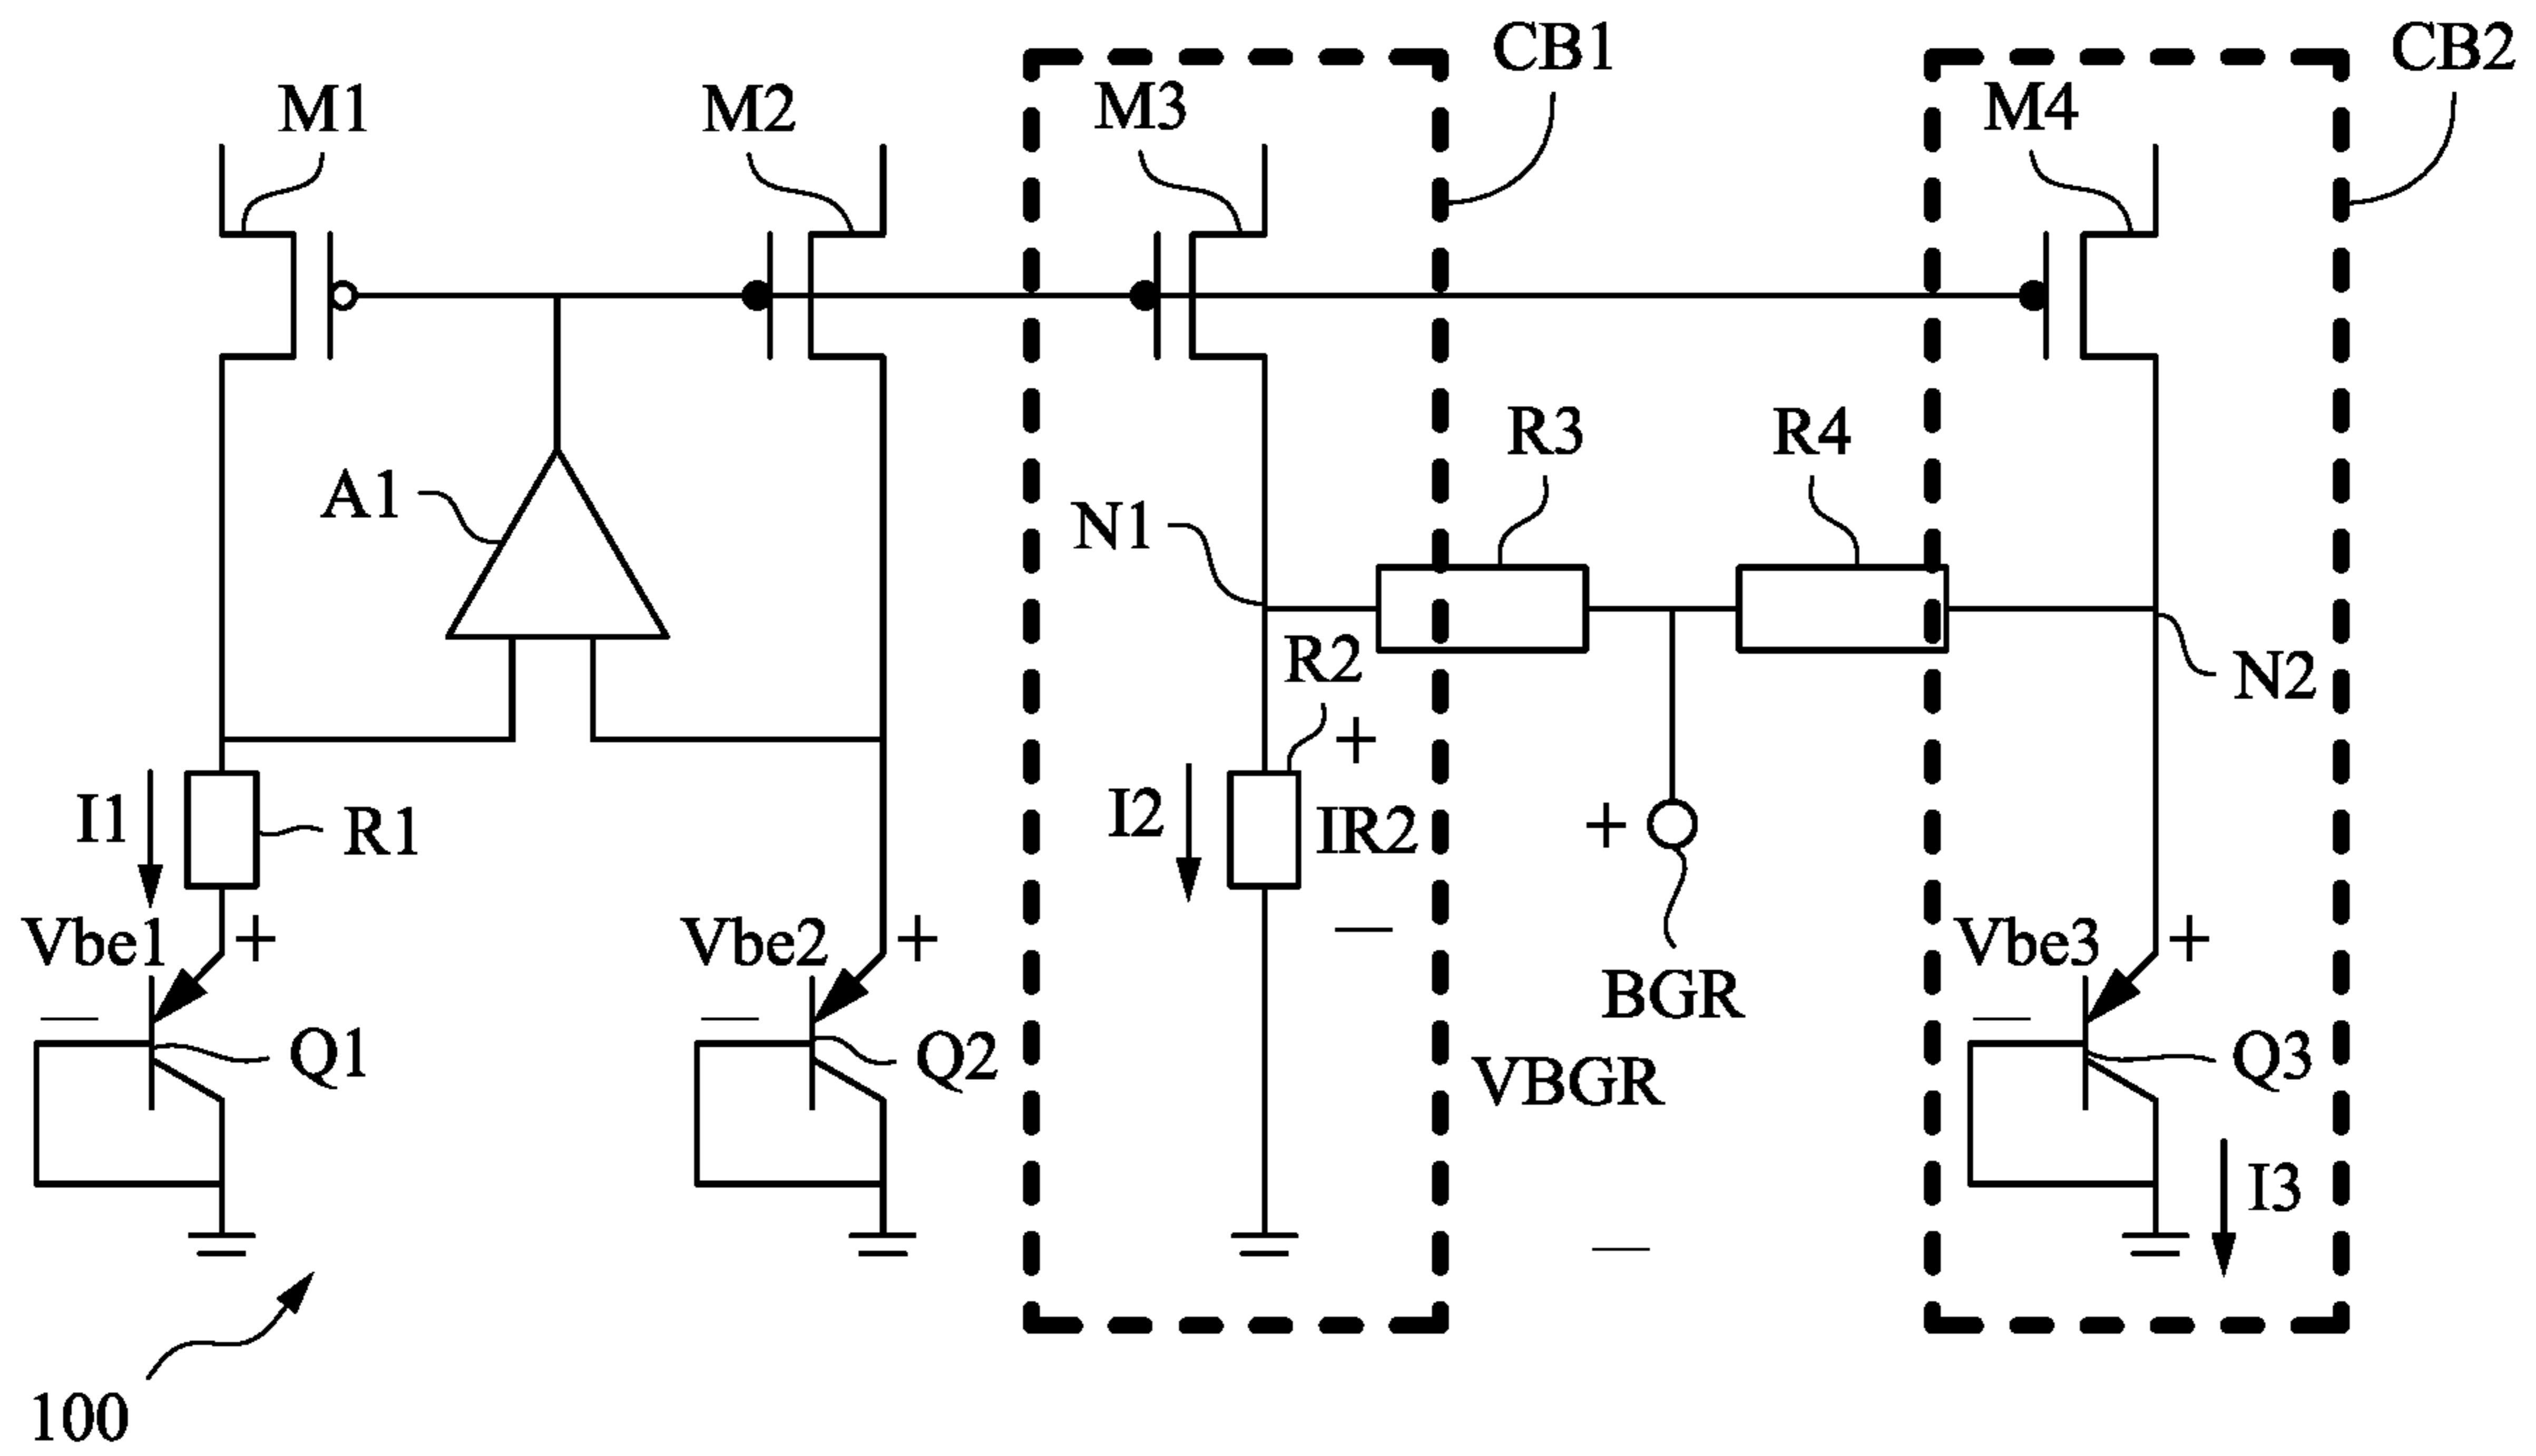 CB1
CB2
M1
M2
M3
M4
R3
R4
A1
N1
R2
N2
+
I1
R1
I2
IR2
+
Vbe1
+
Vbe2
+
−
Vbe3
+
−
−
−
BGR
Q1
Q2
VBGR
Q3
I3
−
100